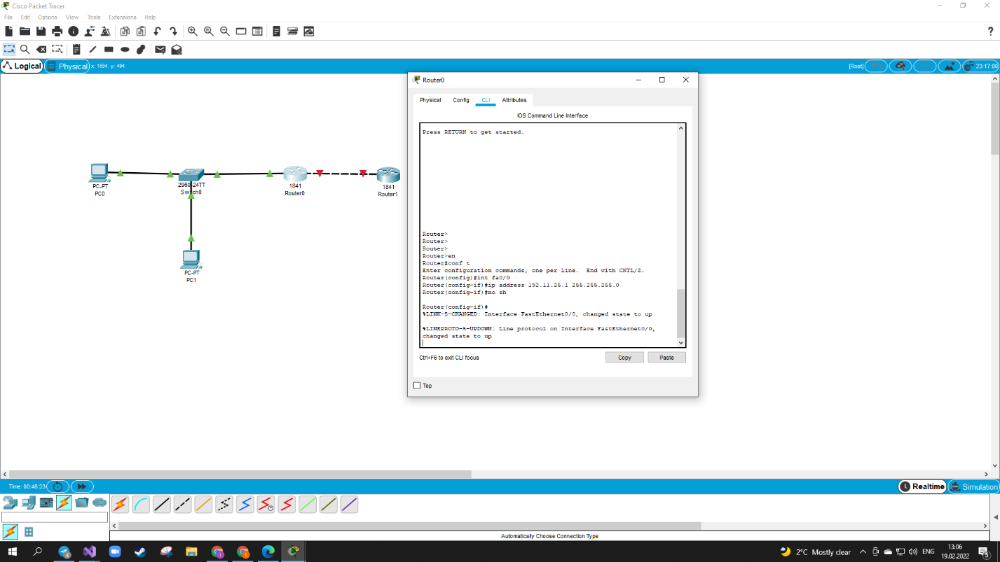 Cisco Packet Tracer
File Edit Options View Tools Extensions Help
?
Logical Physical x: 1594, y: 494 [Root] 23:17:00
Router0
Physical Config CLI Attributes
IOS Command Line Interface
Press RETURN to get started.
Router>
Router>
Router>
Router>en
Router#conf t
Enter configuration commands, one per line. End with CNTL/Z.
Router(config)#int fa0/0
Router(config-if)#ip address 192.11.25.1 255.255.255.0
Router(config-if)#no sh
Router(config-if)#
%LINK-5-CHANGED: Interface FastEthernet0/0, changed state to up
%LINEPROTO-5-UPDOWN: Line protocol on Interface FastEthernet0/0,
changed state to up
Ctrl+F6 to exit CLI focus Copy Paste
Top
PC-PT
PC0
2960-24TT
Switch0
1841
Router0
1841
Router1
PC-PT
PC1
Time: 00:46:33 Realtime Simulation
Automatically Choose Connection Type
2°C Mostly clear ENG 13:06
19.02.2022